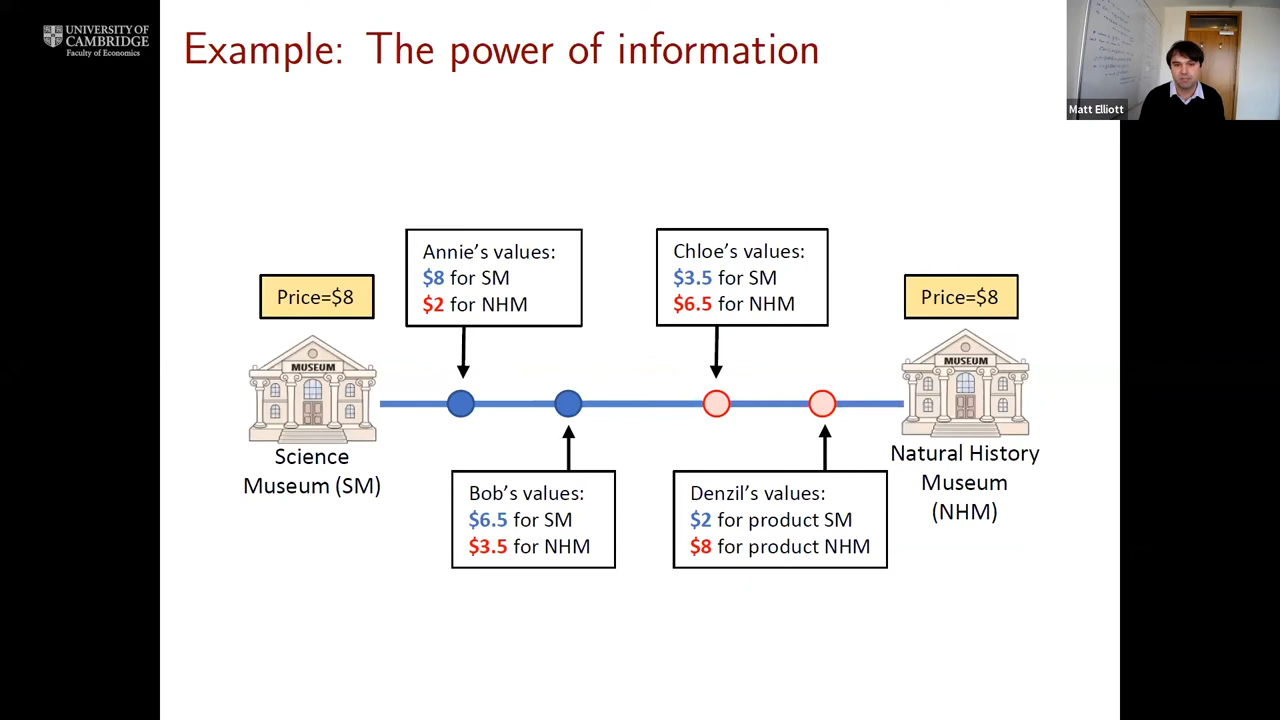 UNIVERSITY OF
CAMBRIDGE
Faculty of Economics
Example: The power of information
Matt Elliott
Price=$8
Annie's values:
$8 for SM
$2 for NHM
Chloe's values:
$3.5 for SM
$6.5 for NHM
Price=$8
MUSEUM
MUSEUM
Science
Museum (SM)
Bob's values:
$6.5 for SM
$3.5 for NHM
Denzil's values:
$2 for product SM
$8 for product NHM
Natural History
Museum
(NHM)